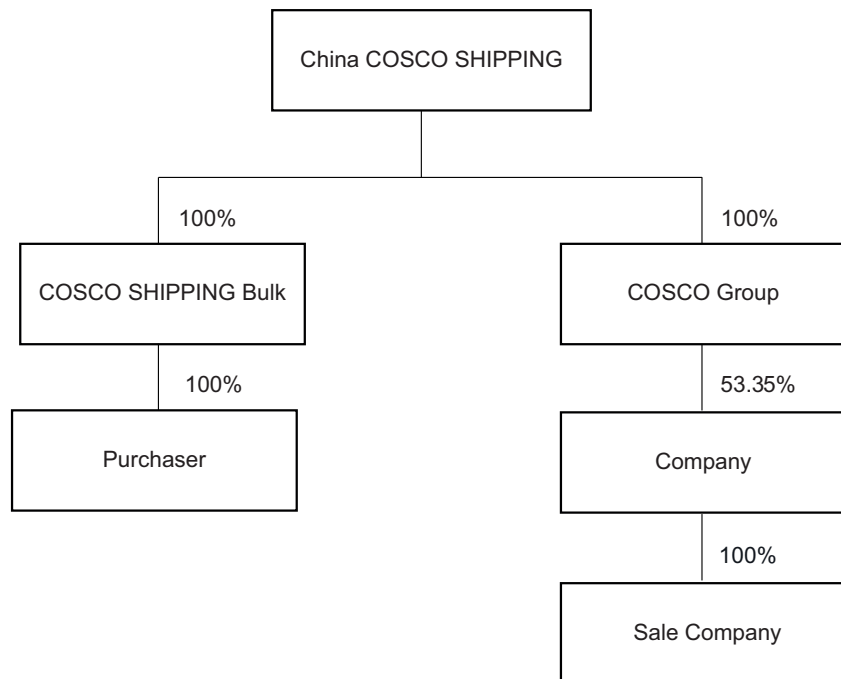 China COSCO SHIPPING
100%
100%
COSCO SHIPPING Bulk
COSCO Group
100%
53.35%
Purchaser
Company
100%
Sale Company